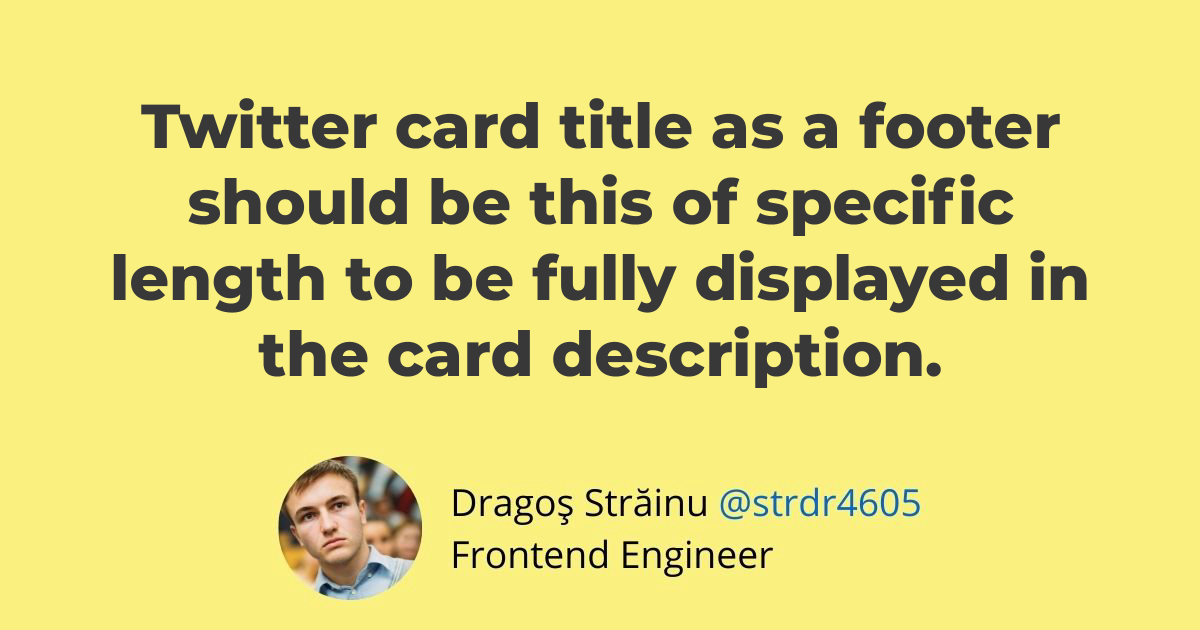 Twitter card title as a footer
should be this of specific
length to be fully displayed in
the card description.
Dragoş Străinu @strdr4605
Frontend Engineer